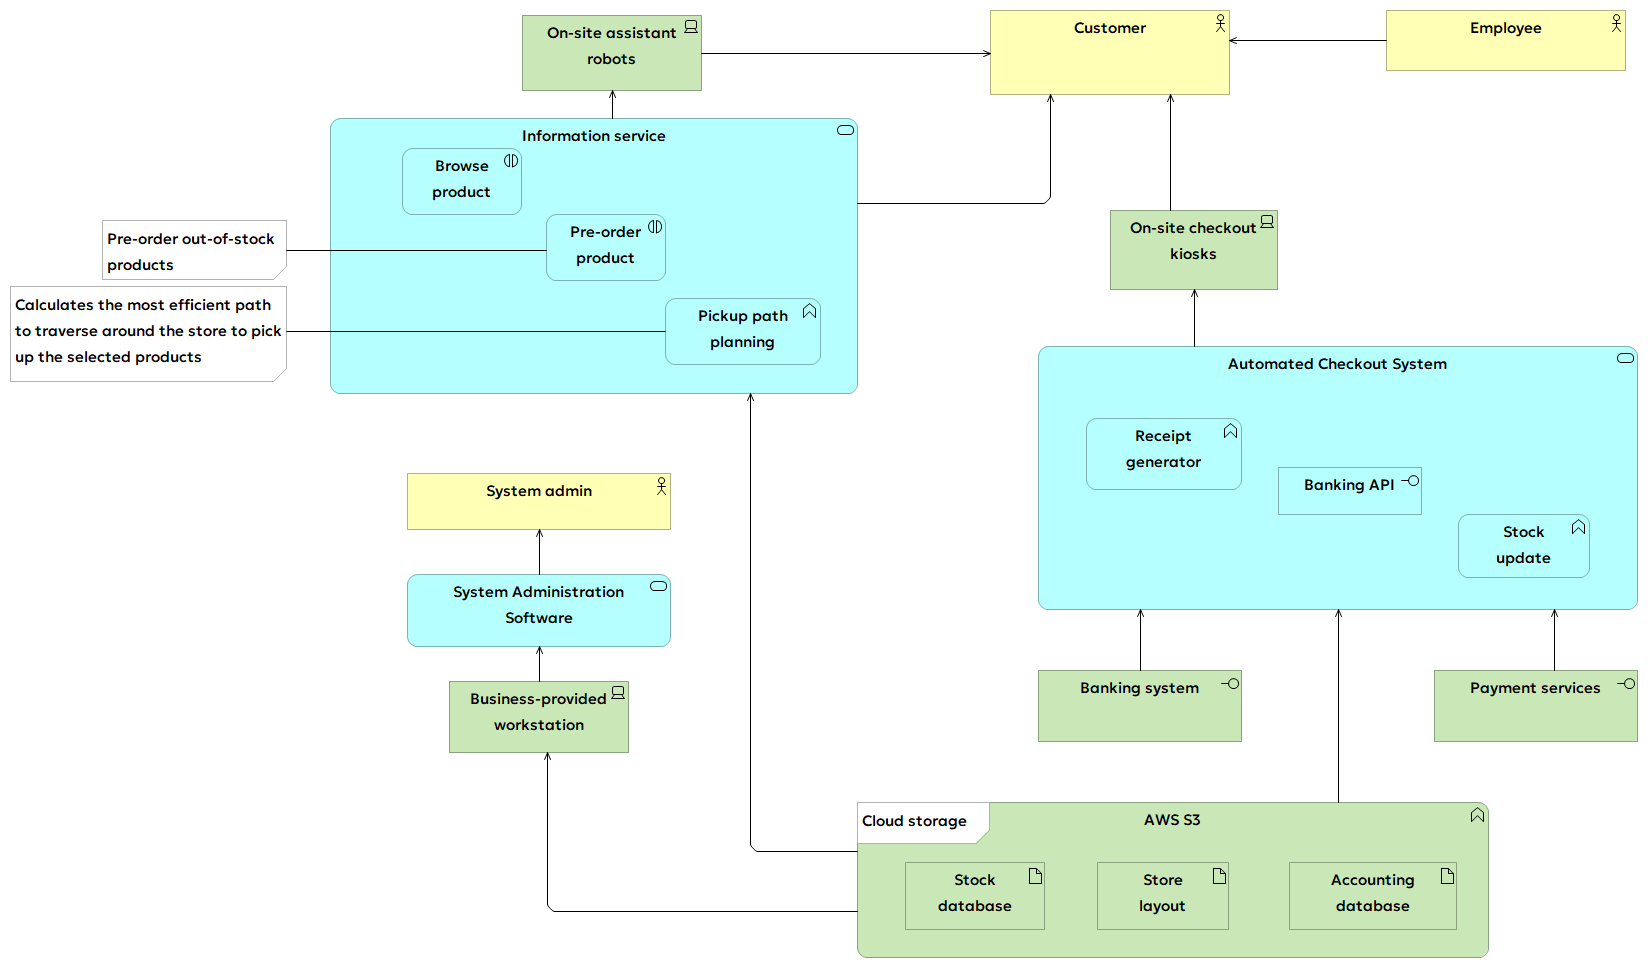 On-site assistant
robots
Customer
Employee
Information service
Browse
product
Pre-order
product
Pre-order out-of-stock
products
Calculates the most efficient path
to traverse around the store to pick
up the selected products
Pickup path
planning
On-site checkout
kiosks
Automated Checkout System
Receipt
generator
Banking API
Stock
update
System admin
System Administration
Software
Business-provided
workstation
Banking system
Payment services
Cloud storage
AWS S3
Stock
database
Store
layout
Accounting
database